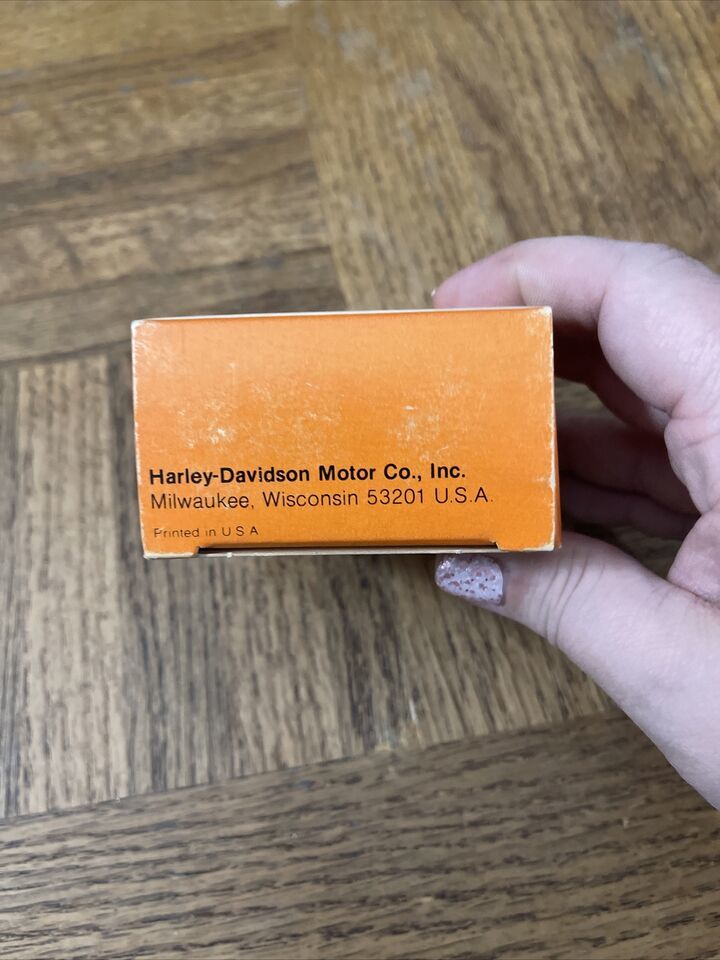 Harley-Davidson Motor Co., Inc.
Milwaukee, Wisconsin 53201 U.S.A.
Printed in U S A